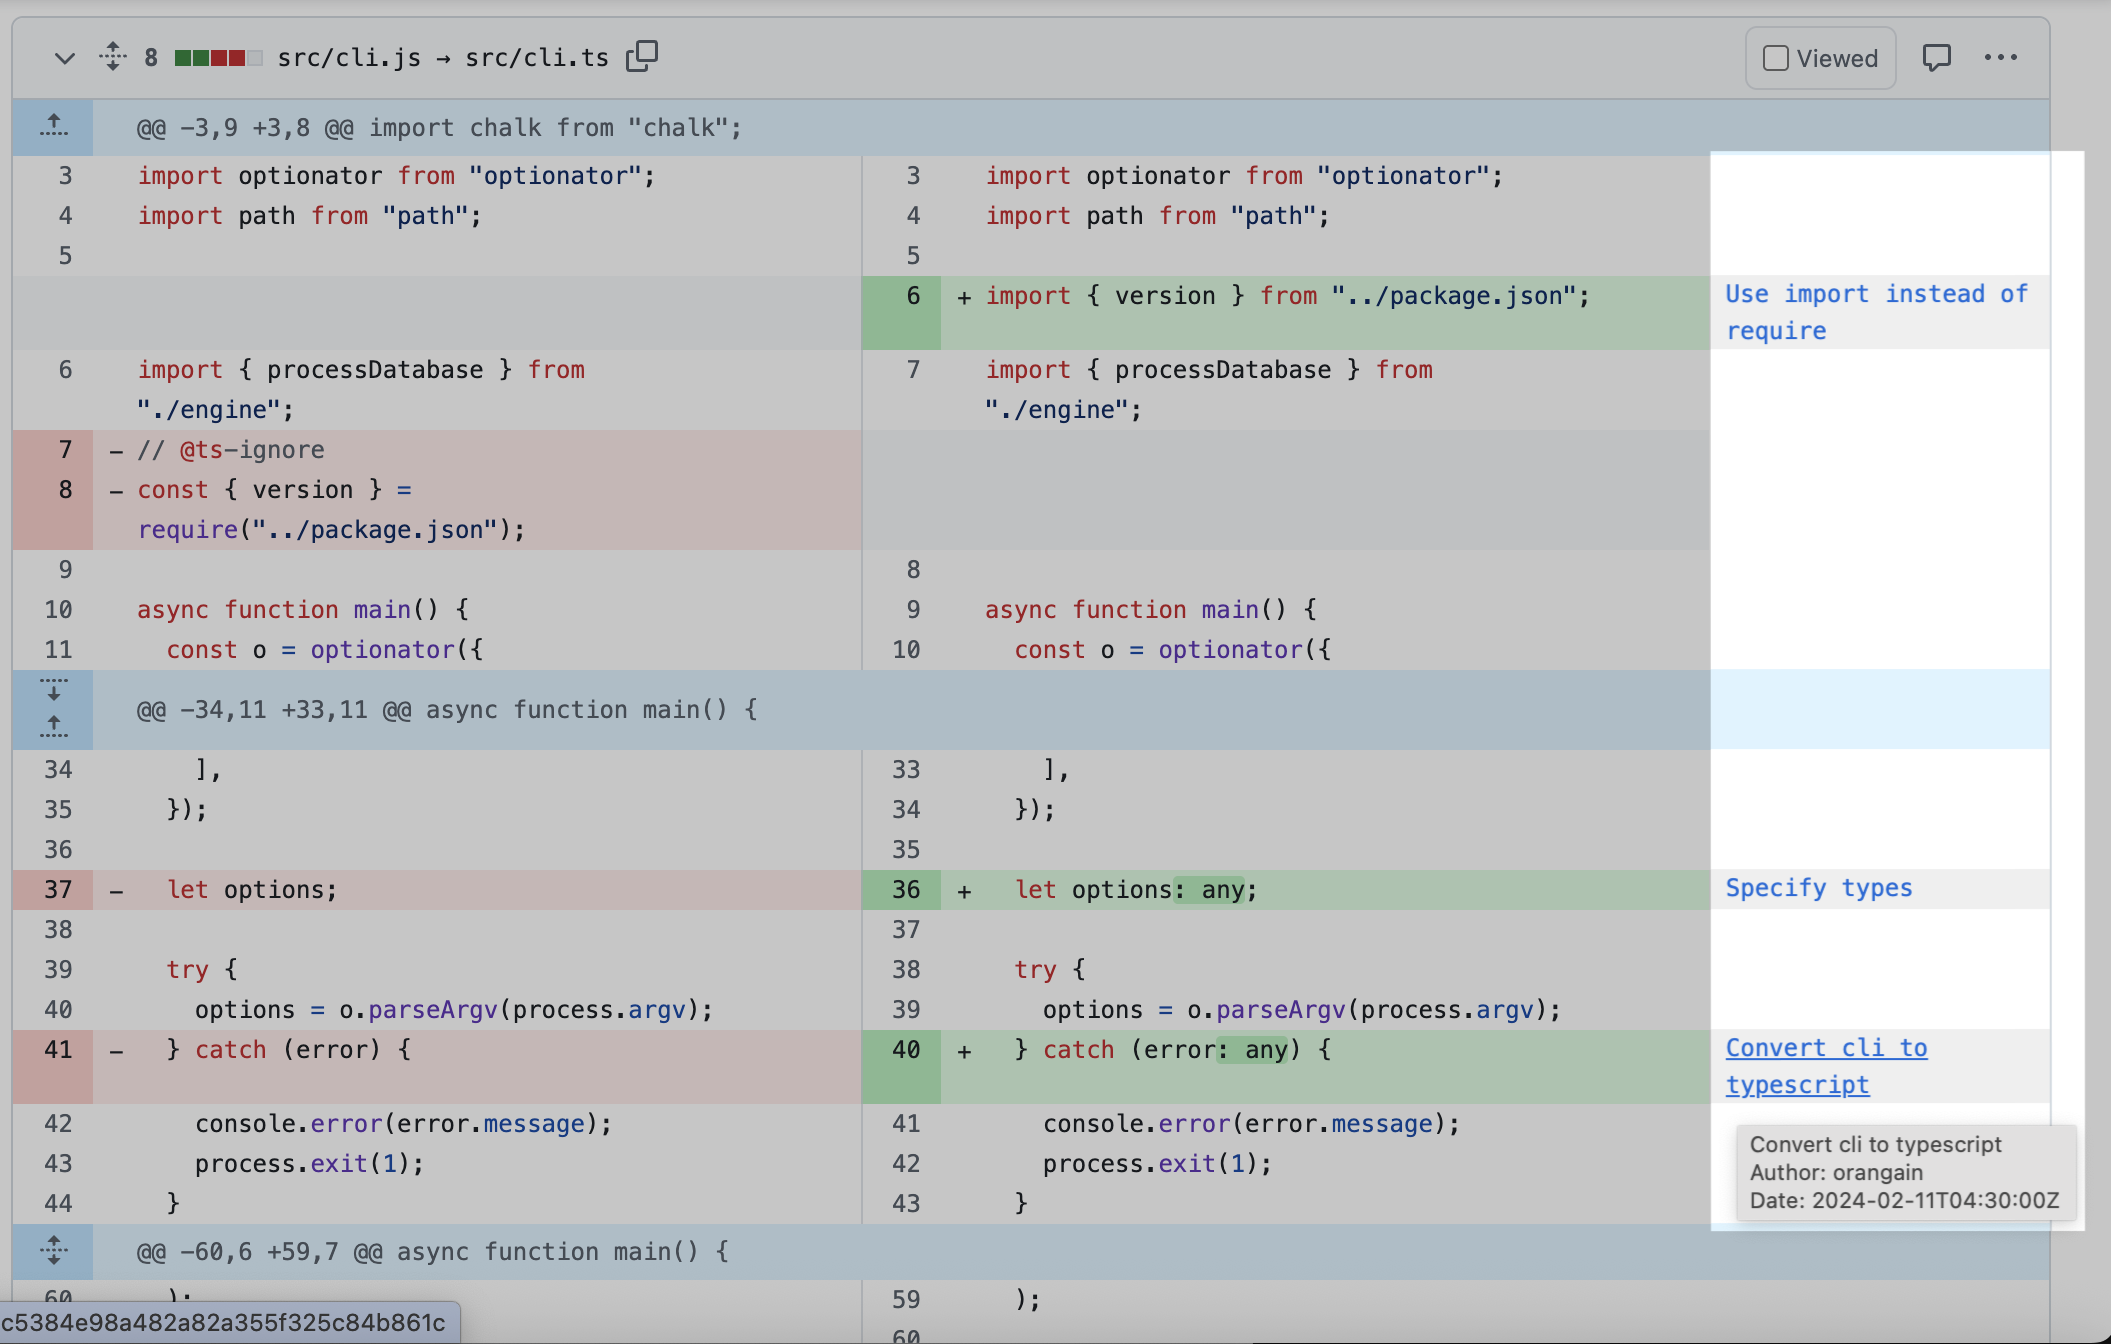 8 src/cli.js → src/cli.ts Viewed
@@ -3,9 +3,8 @@ import chalk from "chalk";
3 import optionator from "optionator"; 3 import optionator from "optionator";
4 import path from "path"; 4 import path from "path";
5 5
6 + import { version } from "../package.json"; Use import instead of
require
6 import { processDatabase } from 7 import { processDatabase } from
"./engine"; "./engine";
7 - // @ts-ignore
8 - const { version } =
require("../package.json");
9 8
10 async function main() { 9 async function main() {
11 const o = optionator({ 10 const o = optionator({
@@ -34,11 +33,11 @@ async function main() {
34 ], 33 ],
35 }); 34 });
36 35
37 - let options; 36 + let options: any; Specify types
38 37
39 try { 38 try {
40 options = o.parseArgv(process.argv); 39 options = o.parseArgv(process.argv);
41 - } catch (error) { 40 + } catch (error: any) { Convert cli to
typescript
42 console.error(error.message); 41 console.error(error.message);
Convert cli to typescript
43 process.exit(1); 42 process.exit(1);
Author: orangain
44 } 43 }
Date: 2024-02-11T04:30:00Z
@@ -60,6 +59,7 @@ async function main() {
60 ); 59 );
c5384e98a482a82a355f325c84b861c
60